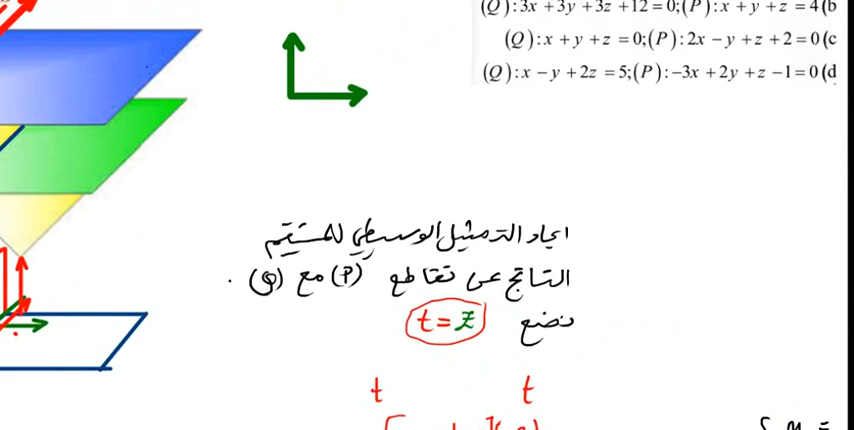 (Q):3x+3y+3z+12=0;(P):x+y+z=4(b
(Q):x+y+z=0;(P):2x−y+z+2=0(c
(Q):x−y+2z=5;(P):−3x+2y+z−1=0(d
ايجاد التمثيل الوسيطي للمستقيم
الناتج عن تقاطع (P) مع (Q).
نضع t=z
t t